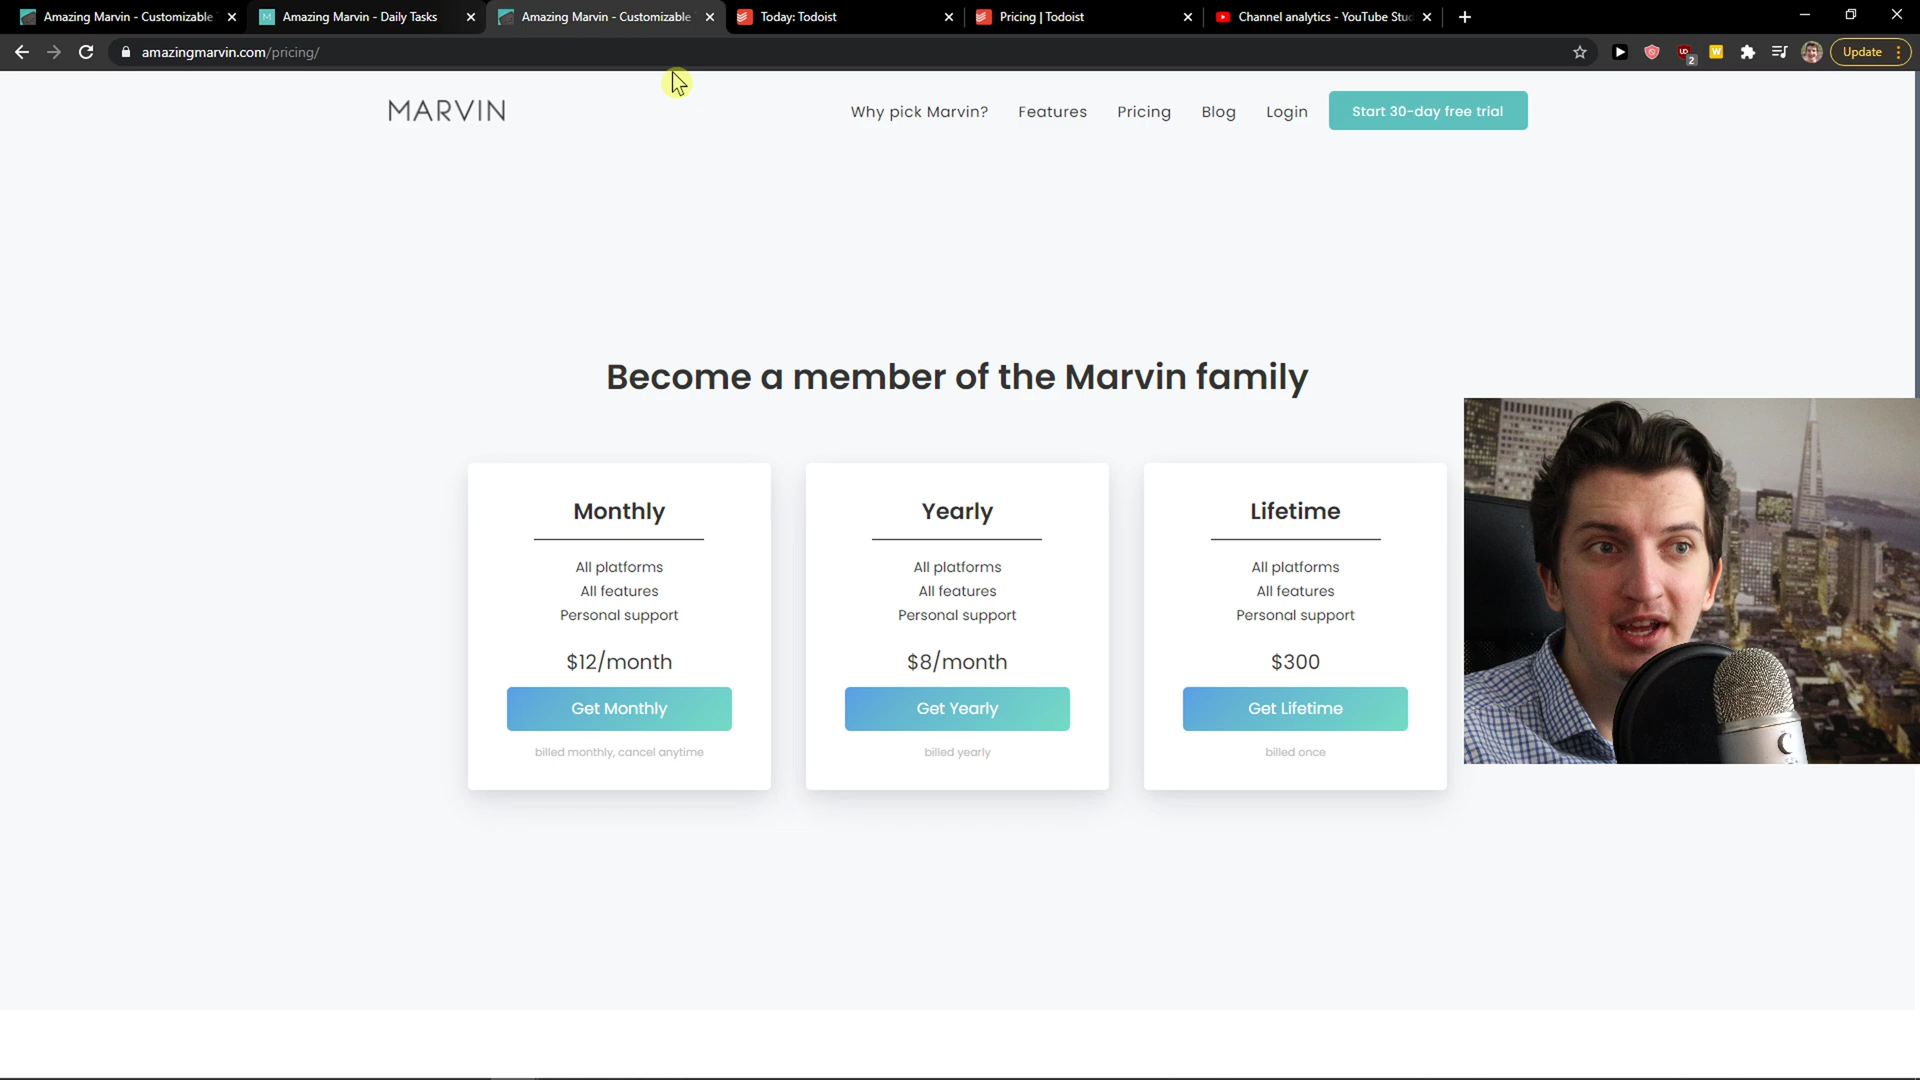 Amazing Marvin - Customizable
Amazing Marvin - Daily Tasks
Amazing Marvin - Customizable
Today: Todoist
Pricing | Todoist
Channel analytics - YouTube Stu
amazingmarvin.com/pricing/
2
Update
MARVIN
Why pick Marvin?
Features
Pricing
Blog
Login
Start 30-day free trial
Become a member of the Marvin family
Monthly
All platforms
All features
Personal support
$12/month
Get Monthly
billed monthly, cancel anytime
Yearly
All platforms
All features
Personal support
$8/month
Get Yearly
billed yearly
Lifetime
All platforms
All features
Personal support
$300
Get Lifetime
billed once